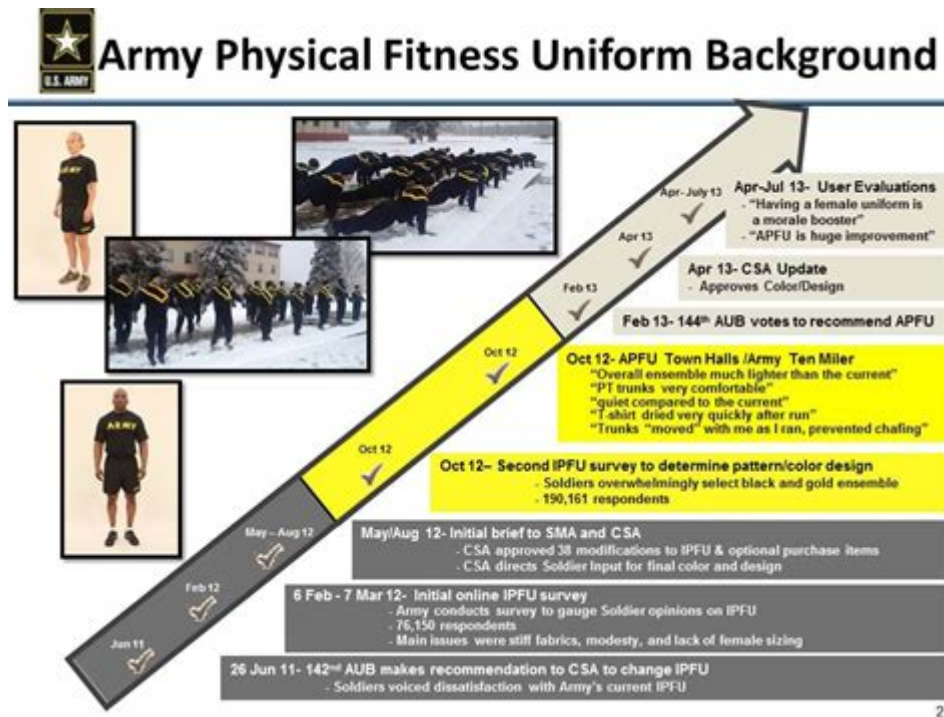 U.S. ARMY
Army Physical Fitness Uniform Background
ARMY
ARMY
Apr- July 13
Apr 13
Feb 13
Oct 12
Oct 12
May – Aug 12
Feb 12
Jun 11
Apr-Jul 13- User Evaluations
- “Having a female uniform is
a morale booster”
- “APFU is huge improvement”
Apr 13- CSA Update
- Approves Color/Design
Feb 13- 144th AUB votes to recommend APFU
Oct 12- APFU Town Halls /Army Ten Miler
“Overall ensemble much lighter than the current”
“PT trunks very comfortable”
“quiet compared to the current”
“T-shirt dried very quickly after run”
“Trunks “moved” with me as I ran, prevented chafing”
Oct 12– Second IPFU survey to determine pattern/color design
- Soldiers overwhelmingly select black and gold ensemble
- 190,161 respondents
May/Aug 12- Initial brief to SMA and CSA
- CSA approved 38 modifications to IPFU & optional purchase items
- CSA directs Soldier Input for final color and design
6 Feb - 7 Mar 12- Initial online IPFU survey
- Army conducts survey to gauge Soldier opinions on IPFU
- 76,150 respondents
- Main issues were stiff fabrics, modesty, and lack of female sizing
26 Jun 11- 142nd AUB makes recommendation to CSA to change IPFU
- Soldiers voiced dissatisfaction with Army's current IPFU
2